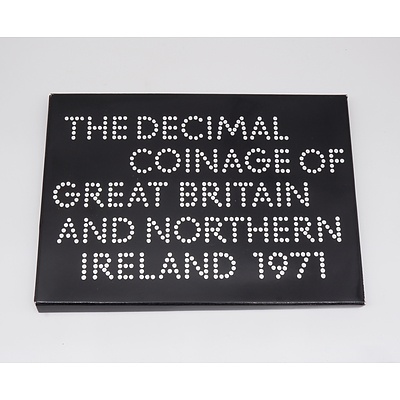 THE DECIMAL
COINAGE OF
GREAT BRITAIN
AND NORTHERN
IRELAND 1971